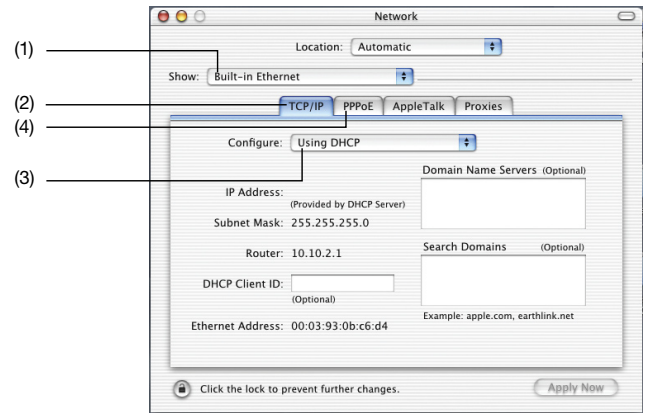 Network
Location: Automatic
(1)
Show: Built-in Ethernet
(2)
TCP/IP PPPoE AppleTalk Proxies
(4)
Configure: Using DHCP
(3)
Domain Name Servers (Optional)
IP Address:
(Provided by DHCP Server)
Subnet Mask: 255.255.255.0
Router: 10.10.2.1
Search Domains (Optional)
DHCP Client ID:
(Optional)
Example: apple.com, earthlink.net
Ethernet Address: 00:03:93:0b:c6:d4
Click the lock to prevent further changes.
Apply Now